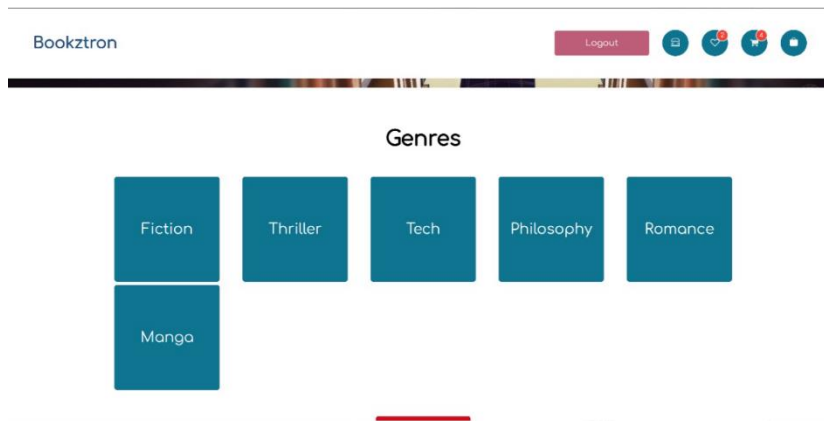 Bookztron
Logout
Genres
Fiction
Thriller
Tech
Philosophy
Romance
Manga